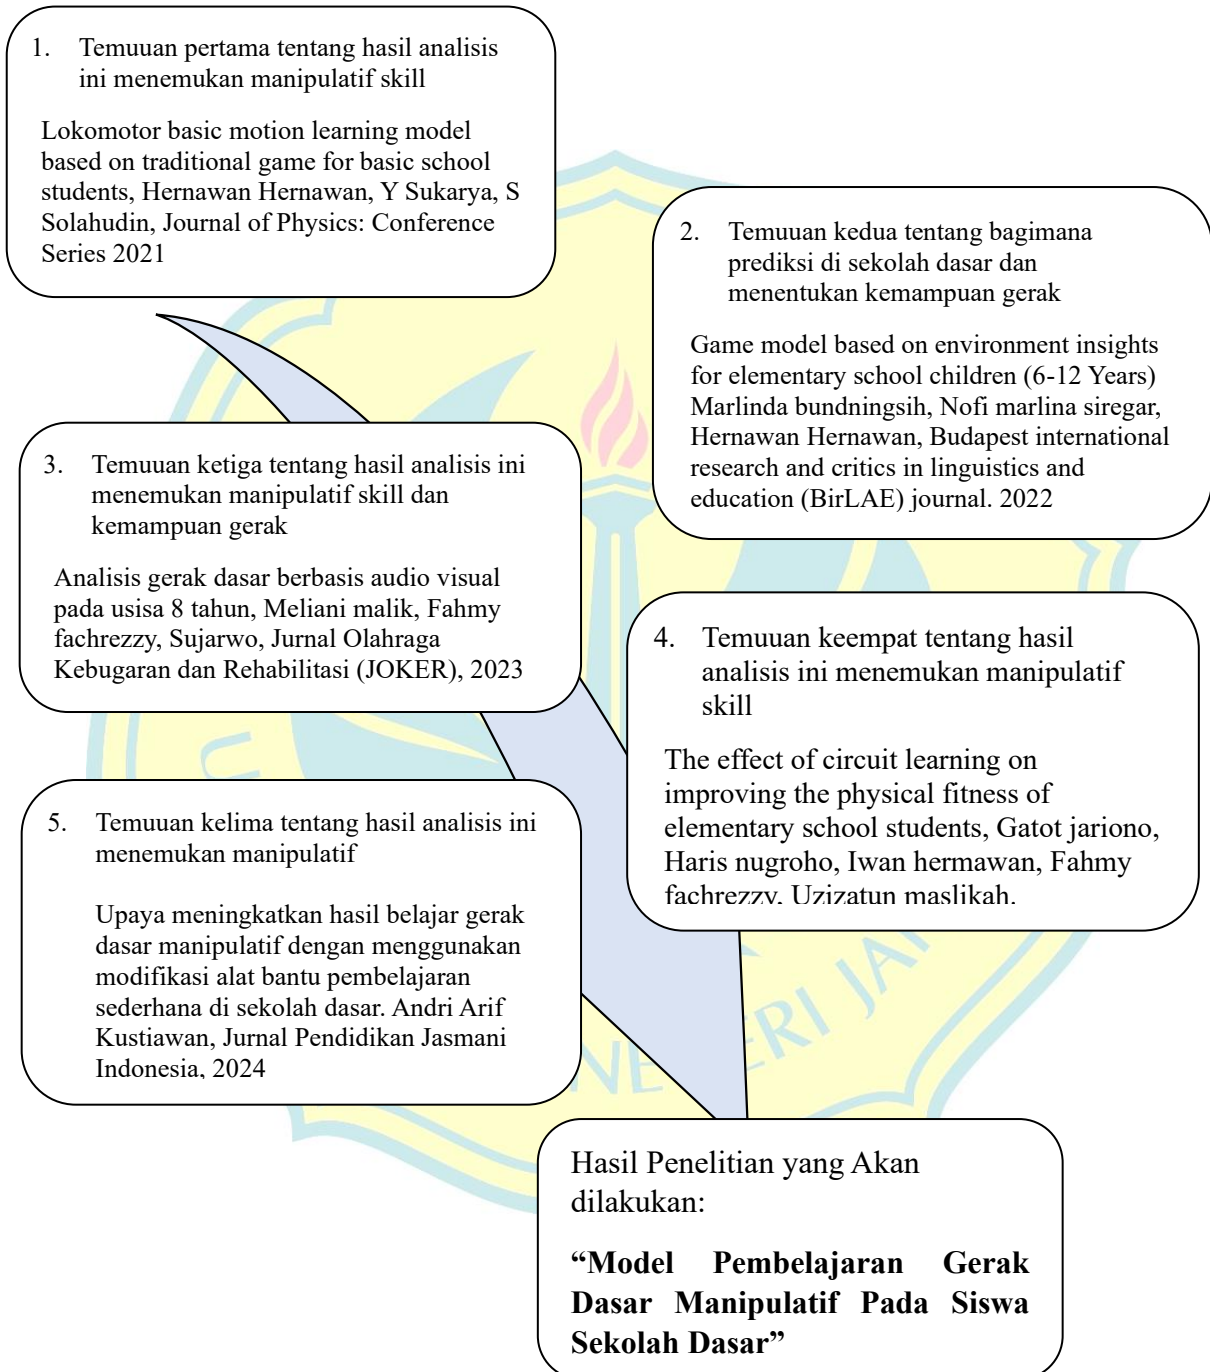 1. Temuuan pertama tentang hasil analisis
ini menemukan manipulatif skill
Lokomotor basic motion learning model
based on traditional game for basic school
students, Hernawan Hernawan, Y Sukarya, S
Solahudin, Journal of Physics: Conference
Series 2021
2. Temuuan kedua tentang bagimana
prediksi di sekolah dasar dan
menentukan kemampuan gerak
Game model based on environment insights
for elementary school children (6-12 Years)
Marlinda bundningsih, Nofi marlina siregar,
Hernawan Hernawan, Budapest international
research and critics in linguistics and
education (BirLAE) journal. 2022
3. Temuuan ketiga tentang hasil analisis ini
menemukan manipulatif skill dan
kemampuan gerak
Analisis gerak dasar berbasis audio visual
pada usisa 8 tahun, Meliani malik, Fahmy
fachrezzy, Sujarwo, Jurnal Olahraga
Kebugaran dan Rehabilitasi (JOKER), 2023
4. Temuuan keempat tentang hasil
analisis ini menemukan manipulatif
skill
The effect of circuit learning on
improving the physical fitness of
elementary school students, Gatot jariono,
Haris nugroho, Iwan hermawan, Fahmy
fachrezzy, Uzizatun maslikah,
5. Temuuan kelima tentang hasil analisis ini
menemukan manipulatif
Upaya meningkatkan hasil belajar gerak
dasar manipulatif dengan menggunakan
modifikasi alat bantu pembelajaran
sederhana di sekolah dasar. Andri Arif
Kustiawan, Jurnal Pendidikan Jasmani
Indonesia, 2024
Hasil Penelitian yang Akan
dilakukan:
“Model Pembelajaran Gerak
Dasar Manipulatif Pada Siswa
Sekolah Dasar”